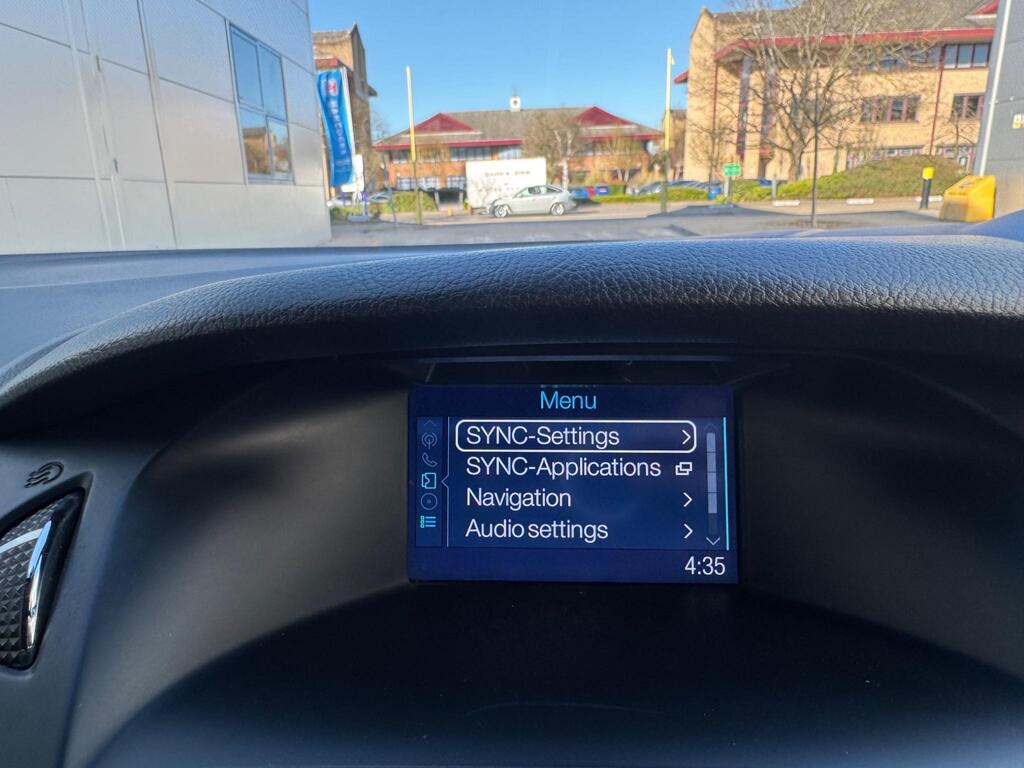 Menu
SYNC-Settings
SYNC-Applications
Navigation
Audio settings
4:35